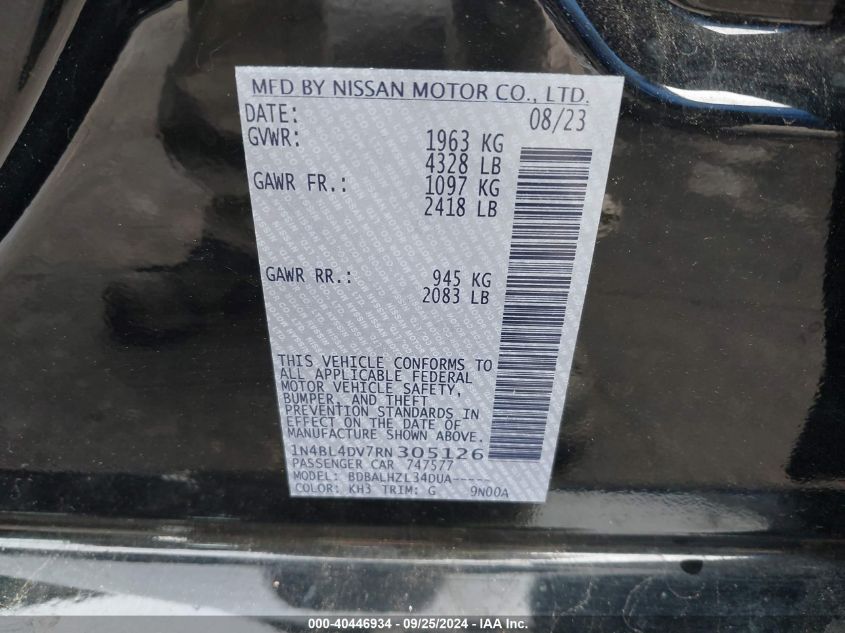 MFD BY NISSAN MOTOR CO., LTD.
DATE: 08/23
GVWR: 1963 KG
4328 LB
GAWR FR.: 1097 KG
2418 LB
GAWR RR.: 945 KG
2083 LB
THIS VEHICLE CONFORMS TO
ALL APPLICABLE FEDERAL
MOTOR VEHICLE SAFETY,
BUMPER, AND THEFT
PREVENTION STANDARDS IN
EFFECT ON THE DATE OF
MANUFACTURE SHOWN ABOVE.
1N4BL4DV7RN305126
PASSENGER CAR 747577
MODEL: BDBALHZL34DUA-----
COLOR: KH3 TRIM: G 9N00A
000-40446934 - 09/25/2024 - © IAA, Inc.